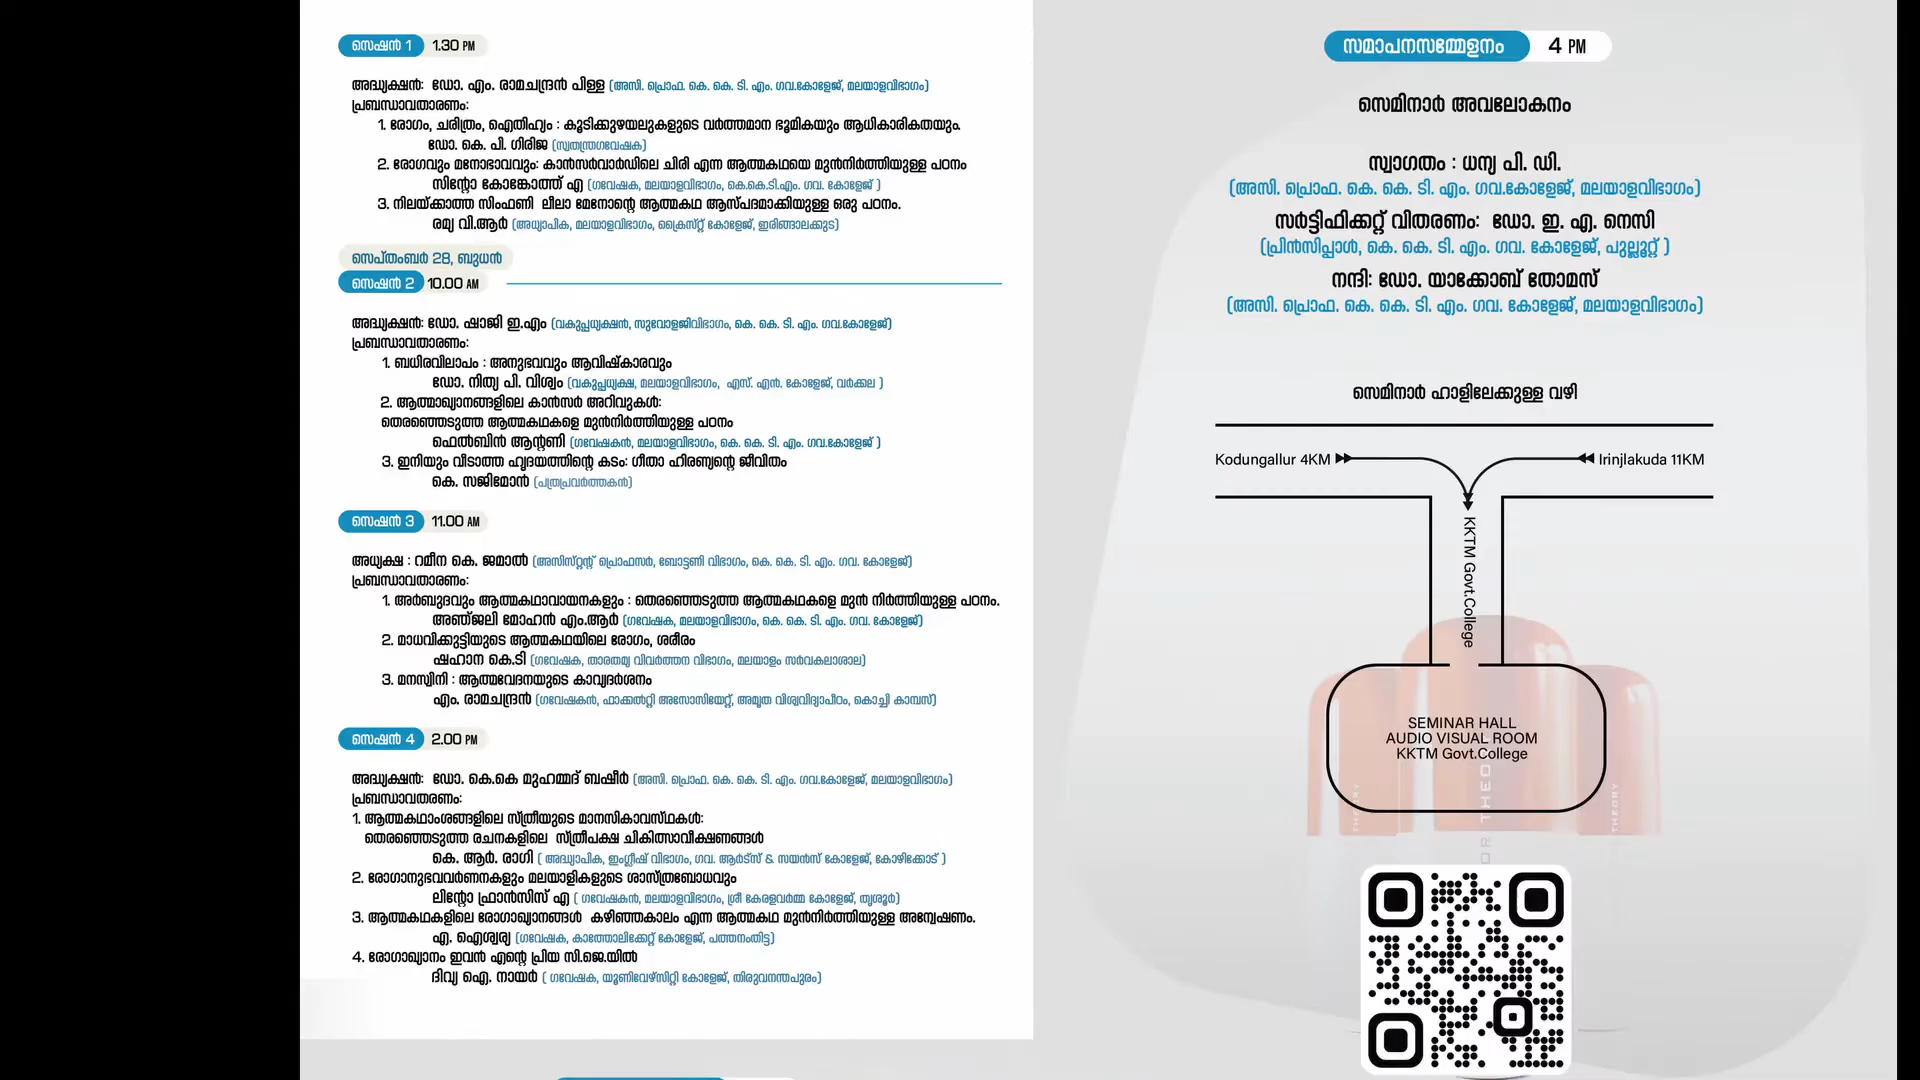 സെഷൻ 1 1.30 PM
അദ്ധ്യക്ഷൻ: ഡോ. എം. രാമചന്ദ്രൻ പിള്ള (അസി. പ്രൊഫ. കെ. കെ. ടി. എം. ഗവ.കോളേജ്, മലയാളവിഭാഗം)
പ്രബന്ധാവതാരണം:
1. രോഗം, ചരിത്രം, ഐതിഹ്യം : കൂടിക്കുഴയലുകളുടെ വർത്തമാന ഭൂമികയും ആധികാരികതയും.
ഡോ. കെ. പി. ഗിരിജ (സ്വതന്ത്രഗവേഷക)
2. രോഗവും മനോഭാവവും: കാൻസർവാർഡിലെ ചിരി എന്ന ആത്മകഥയെ മുൻനിർത്തിയുള്ള പഠനം
സിന്റോ കോങ്കോത്ത് എ (ഗവേഷക, മലയാളവിഭാഗം, കെ.കെ.ടി.എം. ഗവ. കോളേജ് )
3. നിലയ്ക്കാത്ത സിംഫണി ലീലാ മേനോന്റെ ആത്മകഥ ആസ്പദമാക്കിയുള്ള ഒരു പഠനം.
രമ്യ വി.ആർ (അധ്യാപിക, മലയാളവിഭാഗം, ക്രൈസ്റ്റ് കോളേജ്, ഇരിങ്ങാലക്കുട)
സെപ്തംബർ 28, ബുധൻ
സെഷൻ 2 10.00 AM
അദ്ധ്യക്ഷൻ: ഡോ. ഷാജി ഇ.എം (വകുപ്പധ്യക്ഷൻ, സുവോളജിവിഭാഗം, കെ. കെ. ടി. എം. ഗവ.കോളേജ്)
പ്രബന്ധാവതാരണം:
1. ബധിരവിലാപം : അനുഭവവും ആവിഷ്കാരവും
ഡോ. നിത്യ പി. വിശ്വം (വകുപ്പധ്യക്ഷ, മലയാളവിഭാഗം, എസ്. എൻ. കോളേജ്, വർക്കല )
2. ആത്മാഖ്യാനങ്ങളിലെ കാൻസർ അറിവുകൾ:
തെരഞ്ഞെടുത്ത ആത്മകഥകളെ മുൻനിർത്തിയുള്ള പഠനം
ഫെൽബിൻ ആന്റണി (ഗവേഷകൻ, മലയാളവിഭാഗം, കെ. കെ. ടി. എം. ഗവ.കോളേജ് )
3. ഇനിയും വീടാത്ത ഹൃദയത്തിന്റെ കടം: ഗീതാ ഹിരണ്യന്റെ ജീവിതം
കെ. സജിമോൻ (പത്രപ്രവർത്തകൻ)
സെഷൻ 3 11.00 AM
അധ്യക്ഷ : റമീന കെ. ജമാൽ (അസിസ്റ്റന്റ് പ്രൊഫസർ, ബോട്ടണി വിഭാഗം, കെ. കെ. ടി. എം. ഗവ. കോളേജ്)
പ്രബന്ധാവതാരണം:
1. അർബുദവും ആത്മകഥാവായനകളും : തെരഞ്ഞെടുത്ത ആത്മകഥകളെ മുൻ നിർത്തിയുള്ള പഠനം.
അഞ്ജലി മോഹൻ എം.ആർ (ഗവേഷക, മലയാളവിഭാഗം, കെ. കെ. ടി. എം. ഗവ. കോളേജ്)
2. മാധവിക്കുട്ടിയുടെ ആത്മകഥയിലെ രോഗം, ശരീരം
ഷഹാന കെ.ടി (ഗവേഷക, താരതമ്യ വിവർത്തന വിഭാഗം, മലയാളം സർവകലാശാല)
3. മനസ്വിനി : ആത്മവേദനയുടെ കാവ്യദർശനം
എം. രാമചന്ദ്രൻ (ഗവേഷകൻ, ഫാക്കൽറ്റി അസോസിയേറ്റ്, അമൃത വിശ്വവിദ്യാപീഠം, കൊച്ചി കാമ്പസ്)
സെഷൻ 4 2.00 PM
അദ്ധ്യക്ഷൻ: ഡോ. കെ.കെ മുഹമ്മദ് ബഷീർ (അസി. പ്രൊഫ. കെ. കെ. ടി. എം. ഗവ.കോളേജ്, മലയാളവിഭാഗം)
പ്രബന്ധാവതരണം:
1. ആത്മകഥാംശങ്ങളിലെ സ്ത്രീയുടെ മാനസികാവസ്ഥകൾ:
തെരഞ്ഞെടുത്ത രചനകളിലെ സ്ത്രീപക്ഷ ചികിത്സാവീക്ഷണങ്ങൾ
കെ. ആർ. രാഗി ( അദ്ധ്യാപിക, ഇംഗ്ലീഷ് വിഭാഗം, ഗവ. ആർട്സ് & സയൻസ് കോളേജ്, കോഴിക്കോട് )
2. രോഗാനുഭവവർണനകളും മലയാളികളുടെ ശാസ്ത്രബോധവും
ലിന്റോ ഫ്രാൻസിസ് എ ( ഗവേഷകൻ, മലയാളവിഭാഗം, ശ്രീ കേരളവർമ്മ കോളേജ്, തൃശൂർ)
3. ആത്മകഥകളിലെ രോഗാഖ്യാനങ്ങൾ കഴിഞ്ഞകാലം എന്ന ആത്മകഥ മുൻനിർത്തിയുള്ള അന്വേഷണം.
എ. ഐശ്വര്യ (ഗവേഷക, കാത്തോലിക്കേറ്റ് കോളേജ്, പത്തനംതിട്ട)
4. രോഗാഖ്യാനം ഇവൻ എന്റെ പ്രിയ സി.ജെ.യിൽ
ദിവ്യ ഐ. നായർ ( ഗവേഷക, യൂണിവേഴ്സിറ്റി കോളേജ്, തിരുവനന്തപുരം)
സമാപനസമ്മേളനം 4 PM
സെമിനാർ അവലോകനം
സ്വാഗതം : ധന്യ പി. ഡി.
(അസി. പ്രൊഫ. കെ. കെ. ടി. എം. ഗവ.കോളേജ്, മലയാളവിഭാഗം)
സർട്ടിഫിക്കറ്റ് വിതരണം: ഡോ. ഇ. എ. നെസി
(പ്രിൻസിപ്പാൾ, കെ. കെ. ടി. എം. ഗവ. കോളേജ്, പുല്ലൂറ്റ് )
നന്ദി: ഡോ. യാക്കോബ് തോമസ്
(അസി. പ്രൊഫ. കെ. കെ. ടി. എം. ഗവ. കോളേജ്, മലയാളവിഭാഗം)
സെമിനാർ ഹാളിലേക്കുള്ള വഴി
Kodungallur 4KM
Irinjlakuda 11KM
KKTM Govt.College
SEMINAR HALL
AUDIO VISUAL ROOM
KKTM Govt.College
THEORY
THEORY